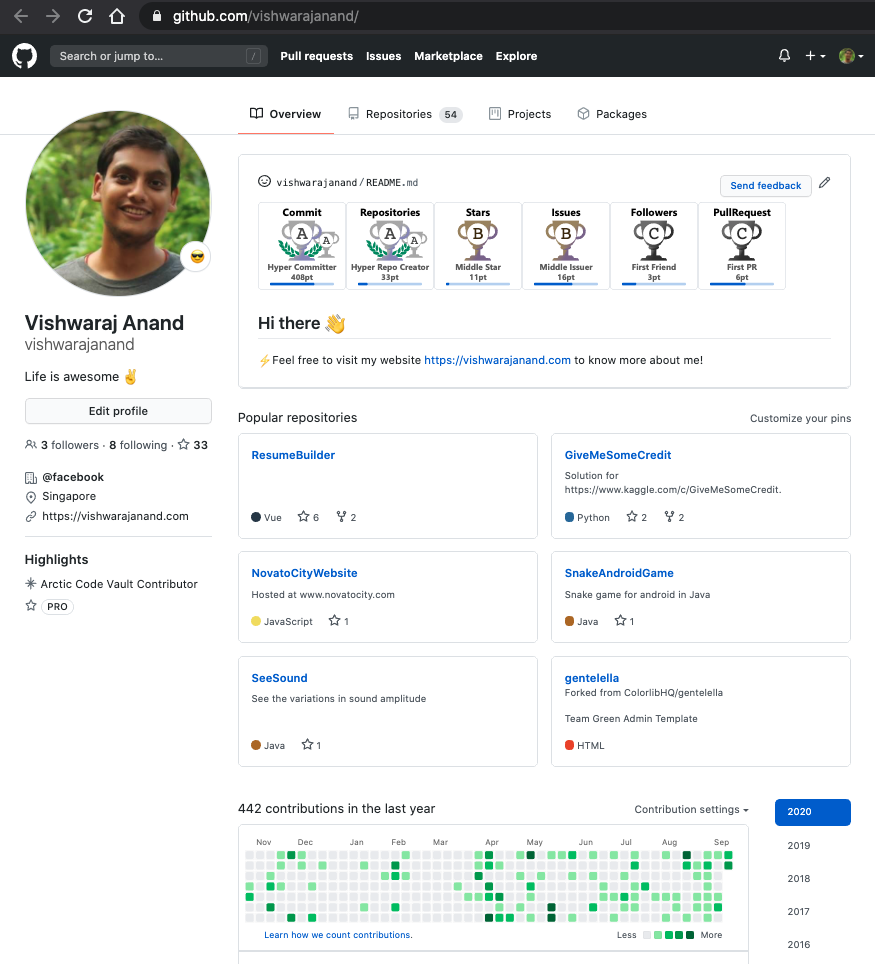 github.com/vishwarajanand/
Search or jump to...
/
Pull requests
Issues
Marketplace
Explore
Overview
Repositories 54
Projects
Packages
Vishwaraj Anand
vishwarajanand
Life is awesome ✌️
Edit profile
3 followers · 8 following · 33
@facebook
Singapore
https://vishwarajanand.com
Highlights
Arctic Code Vault Contributor
PRO
vishwarajanand/README.md
Send feedback
Commit
A
A
Hyper Committer
408pt
Repositories
A
A
Hyper Repo Creator
33pt
Stars
B
Middle Star
11pt
Issues
B
Middle Issuer
16pt
Followers
C
First Friend
3pt
PullRequest
C
First PR
6pt
Hi there 👋
⚡Feel free to visit my website https://vishwarajanand.com to know more about me!
Popular repositories
Customize your pins
ResumeBuilder
Vue 6 2
GiveMeSomeCredit
Solution for
https://www.kaggle.com/c/GiveMeSomeCredit.
Python 2 2
NovatoCityWebsite
Hosted at www.novatocity.com
JavaScript 1
SnakeAndroidGame
Snake game for android in Java
Java 1
SeeSound
See the variations in sound amplitude
Java 1
gentelella
Forked from ColorlibHQ/gentelella
Team Green Admin Template
HTML
442 contributions in the last year
Contribution settings
Nov Dec Jan Feb Mar Apr May Jun Jul Aug Sep
Learn how we count contributions.
Less
More
2020
2019
2018
2017
2016